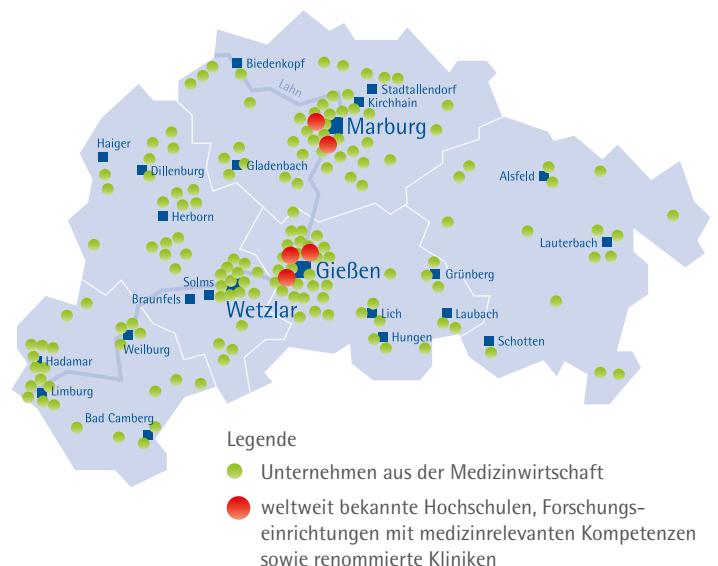 Biedenkopf
Lahn
Stadtallendorf
Kirchhain
Marburg
Haiger
Dillenburg
Gladenbach
Alsfeld
Herborn
Lauterbach
Gießen
Grünberg
Solms
Braunfels
Wetzlar
Lich
Laubach
Hungen
Schotten
Weilburg
Hadamar
Limburg
Bad Camberg
Legende
Unternehmen aus der Medizinwirtschaft
weltweit bekannte Hochschulen, Forschungs-
einrichtungen mit medizinrelevanten Kompetenzen
sowie renommierte Kliniken